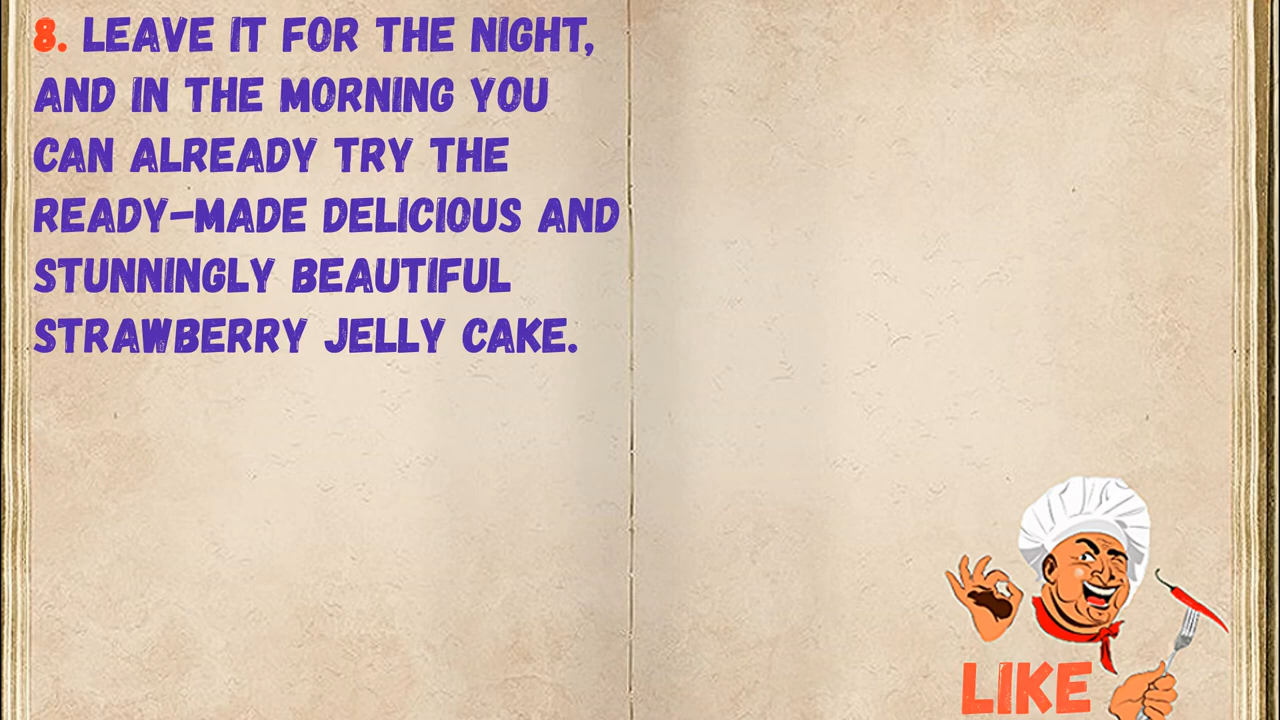 8. LEAVE IT FOR THE NIGHT,
AND IN THE MORNING YOU
CAN ALREADY TRY THE
READY-MADE DELICIOUS AND
STUNNINGLY BEAUTIFUL
STRAWBERRY JELLY CAKE.
LIKE